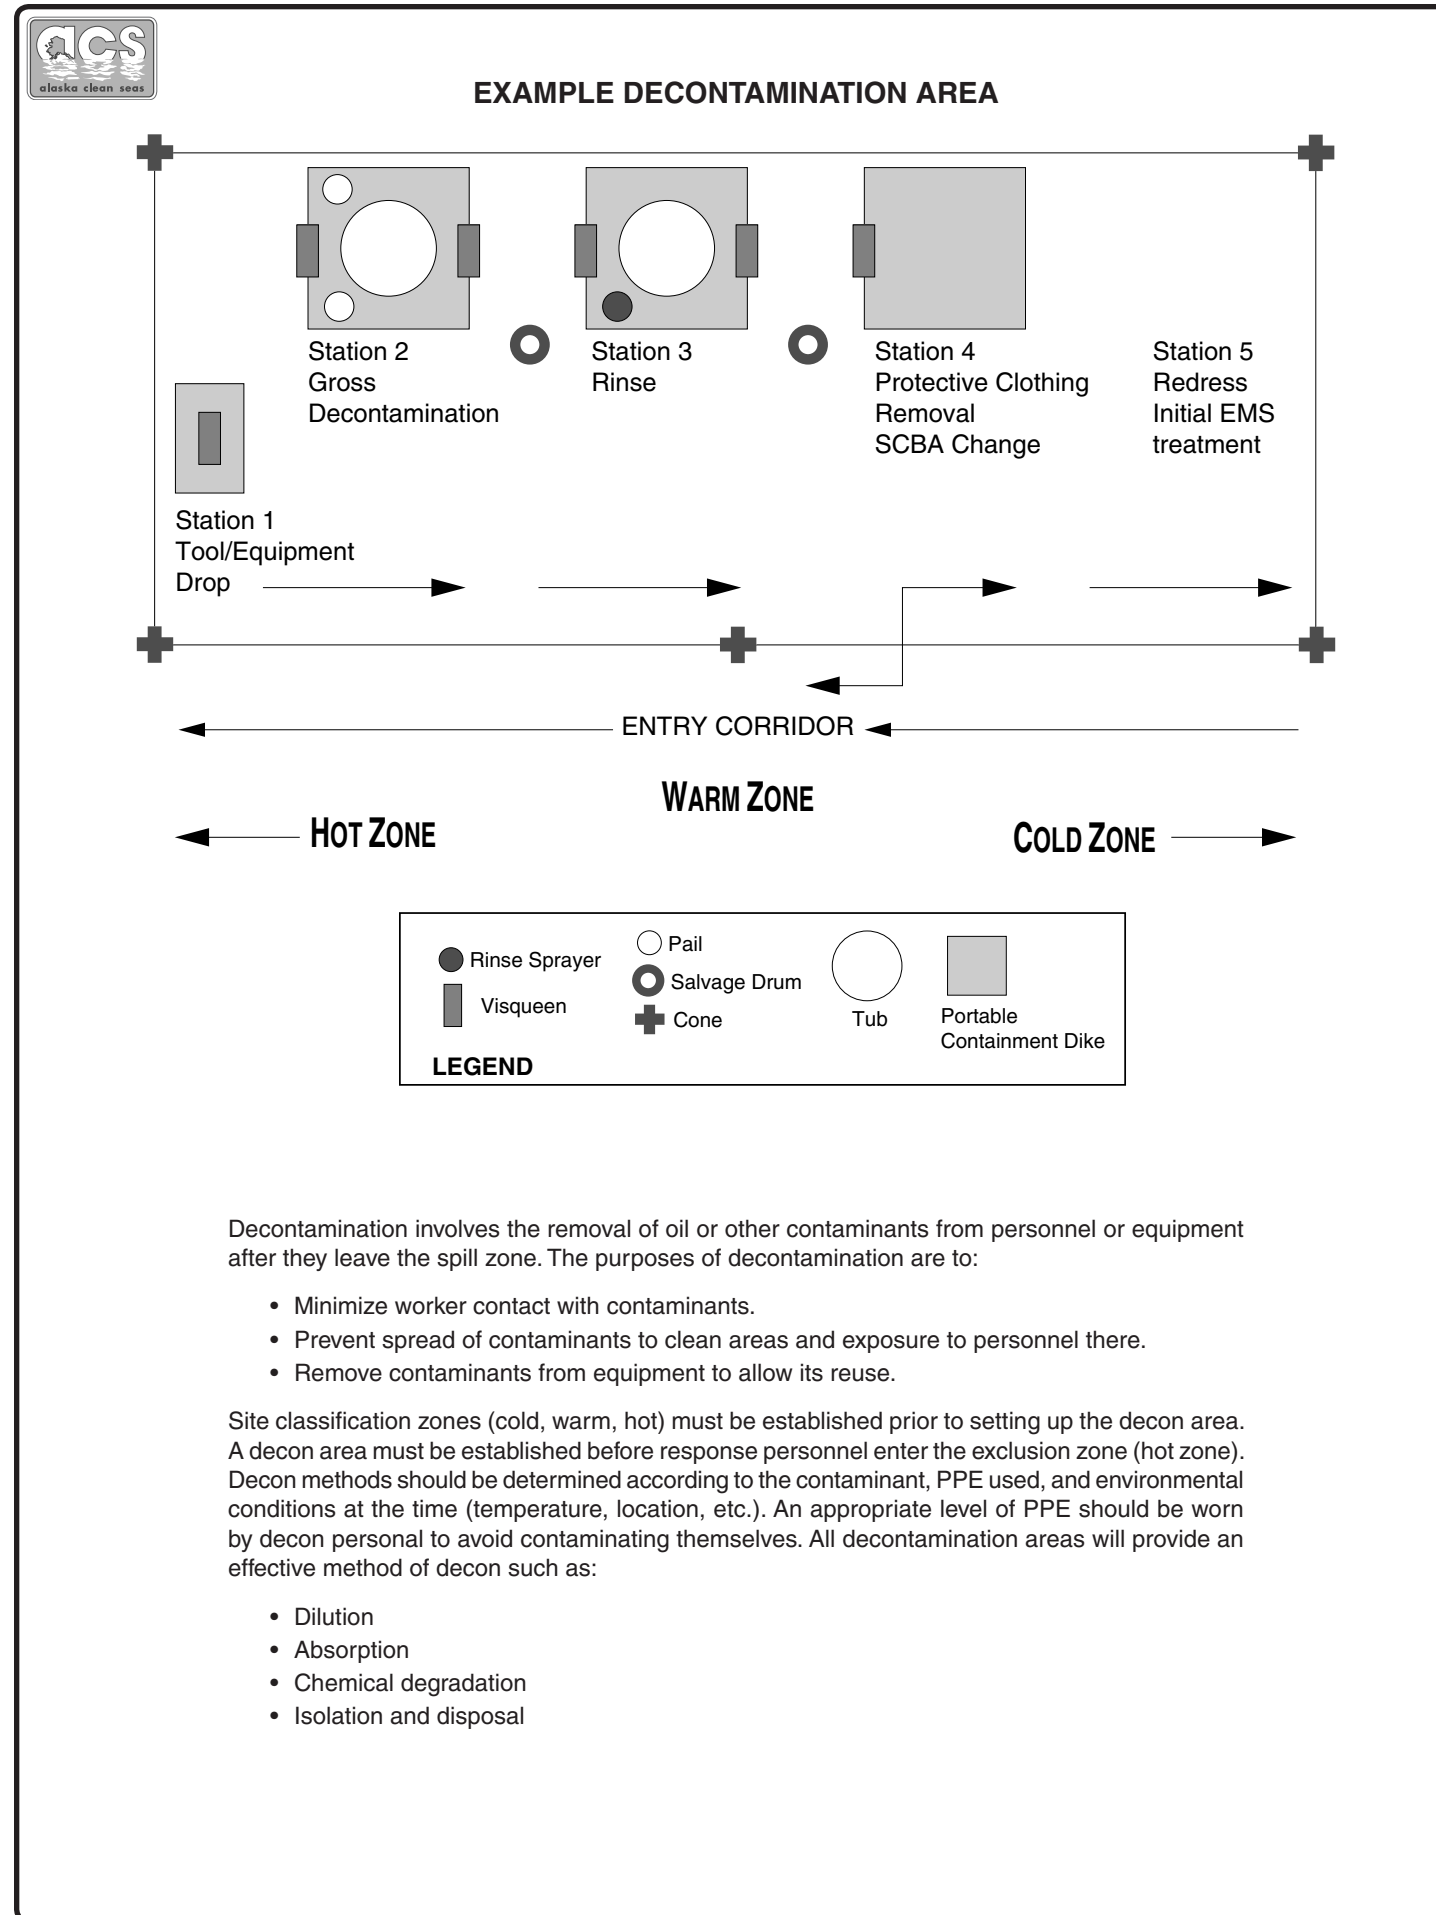 acs
alaska clean seas
EXAMPLE DECONTAMINATION AREA
Station 2
Gross
Decontamination
Station 3
Rinse
Station 4
Protective Clothing
Removal
SCBA Change
Station 5
Redress
Initial EMS
treatment
Station 1
Tool/Equipment
Drop
ENTRY CORRIDOR
WARM ZONE
HOT ZONE
COLD ZONE
Rinse Sprayer
Visqueen
Pail
Salvage Drum
Cone
Tub
Portable
Containment Dike
LEGEND
Decontamination involves the removal of oil or other contaminants from personnel or equipment
after they leave the spill zone. The purposes of decontamination are to:
• Minimize worker contact with contaminants.
• Prevent spread of contaminants to clean areas and exposure to personnel there.
• Remove contaminants from equipment to allow its reuse.
Site classification zones (cold, warm, hot) must be established prior to setting up the decon area.
A decon area must be established before response personnel enter the exclusion zone (hot zone).
Decon methods should be determined according to the contaminant, PPE used, and environmental
conditions at the time (temperature, location, etc.). An appropriate level of PPE should be worn
by decon personal to avoid contaminating themselves. All decontamination areas will provide an
effective method of decon such as:
• Dilution
• Absorption
• Chemical degradation
• Isolation and disposal